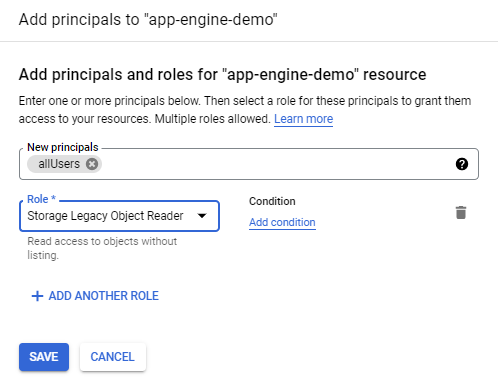 Add principals to "app-engine-demo"
Add principals and roles for "app-engine-demo" resource
Enter one or more principals below. Then select a role for these principals to grant them
access to your resources. Multiple roles allowed. Learn more
New principals
allUsers
Role *
Storage Legacy Object Reader
Condition
Add condition
Read access to objects without
listing.
+ ADD ANOTHER ROLE
SAVE CANCEL